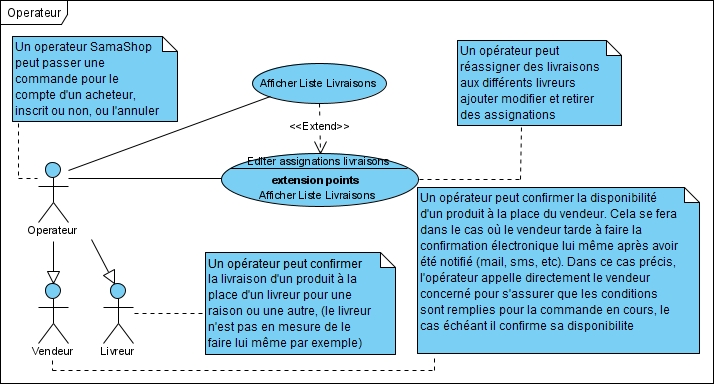 Operateur
Un operateur SamaShop
peut passer une
commande pour le
compte d'un acheteur,
inscrit ou non, ou l'annuler
Afficher Liste Livraisons
Un opérateur peut
réassigner des livraisons
aux différents livreurs
ajouter modifier et retirer
des assignations
<<Extend>>
Editer assignations livraisons
extension points
Afficher Liste Livraisons
Operateur
Un opérateur peut confirmer la disponibilité
d'un produit à la place du vendeur. Cela se fera
dans le cas où le vendeur tarde à faire la
confirmation électronique lui même après avoir
été notifié (mail, sms, etc). Dans ce cas précis,
l'opérateur appelle directement le vendeur
concerné pour s'assurer que les conditions
sont remplies pour la commande en cours, le
cas échéant il confirme sa disponibilite
Un opérateur peut confirmer
la livraison d'un produit à la
place d'un livreur pour une
raison ou une autre, (le livreur
n'est pas en mesure de le
faire lui même par exemple)
Vendeur
Livreur